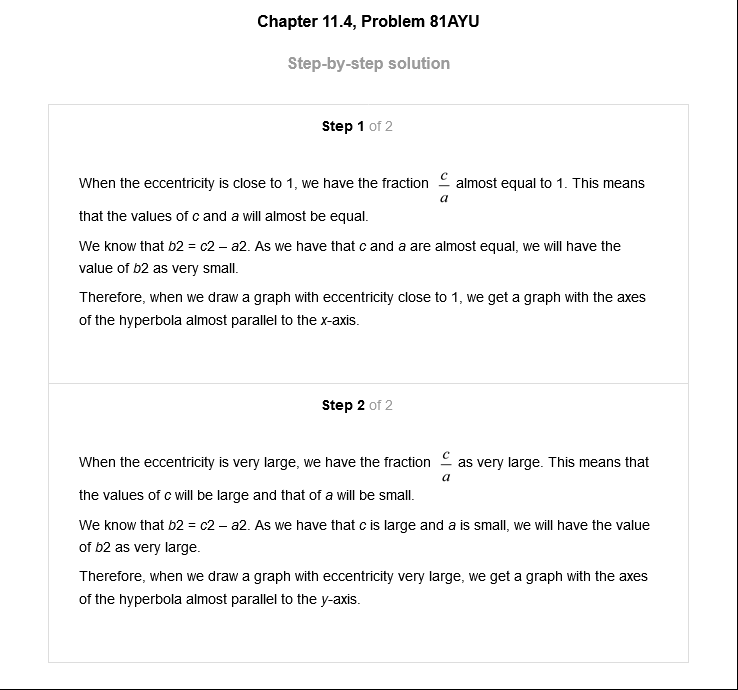 Chapter 11.4, Problem 81AYU
Step-by-step solution
Step 1 of 2
When the eccentricity is close to 1, we have the fraction c/a almost equal to 1. This means
that the values of c and a will almost be equal.
We know that b2 = c2 – a2. As we have that c and a are almost equal, we will have the
value of b2 as very small.
Therefore, when we draw a graph with eccentricity close to 1, we get a graph with the axes
of the hyperbola almost parallel to the x-axis.
Step 2 of 2
When the eccentricity is very large, we have the fraction c/a as very large. This means that
the values of c will be large and that of a will be small.
We know that b2 = c2 – a2. As we have that c is large and a is small, we will have the value
of b2 as very large.
Therefore, when we draw a graph with eccentricity very large, we get a graph with the axes
of the hyperbola almost parallel to the y-axis.